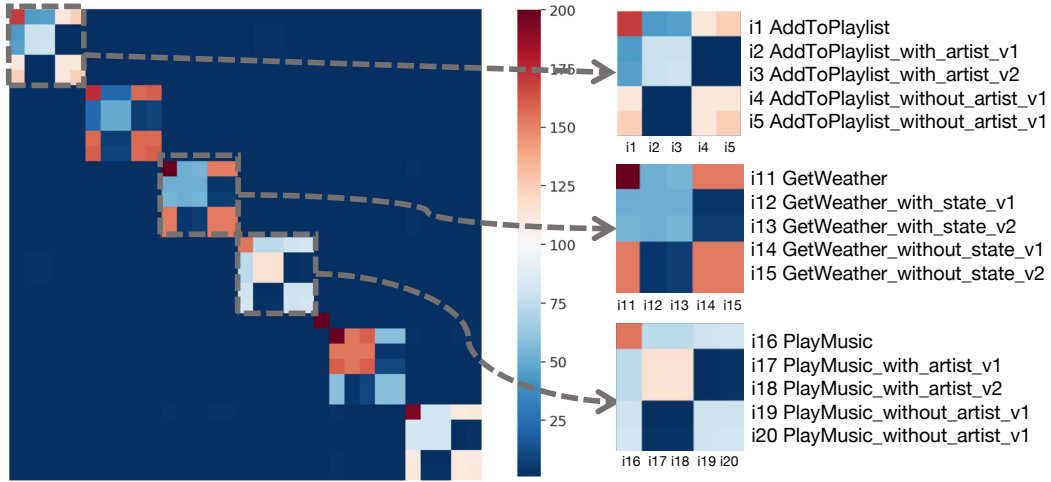 200
175
150
125
100
75
50
25
i1 AddToPlaylist
i2 AddToPlaylist_with_artist_v1
i3 AddToPlaylist_with_artist_v2
i4 AddToPlaylist_without_artist_v1
i5 AddToPlaylist_without_artist_v1
i1 i2 i3 i4 i5
i11 GetWeather
i12 GetWeather_with_state_v1
i13 GetWeather_with_state_v2
i14 GetWeather_without_state_v1
i15 GetWeather_without_state_v2
i11 i12 i13 i14 i15
i16 PlayMusic
i17 PlayMusic_with_artist_v1
i18 PlayMusic_with_artist_v2
i19 PlayMusic_without_artist_v1
i20 PlayMusic_without_artist_v1
i16 i17 i18 i19 i20